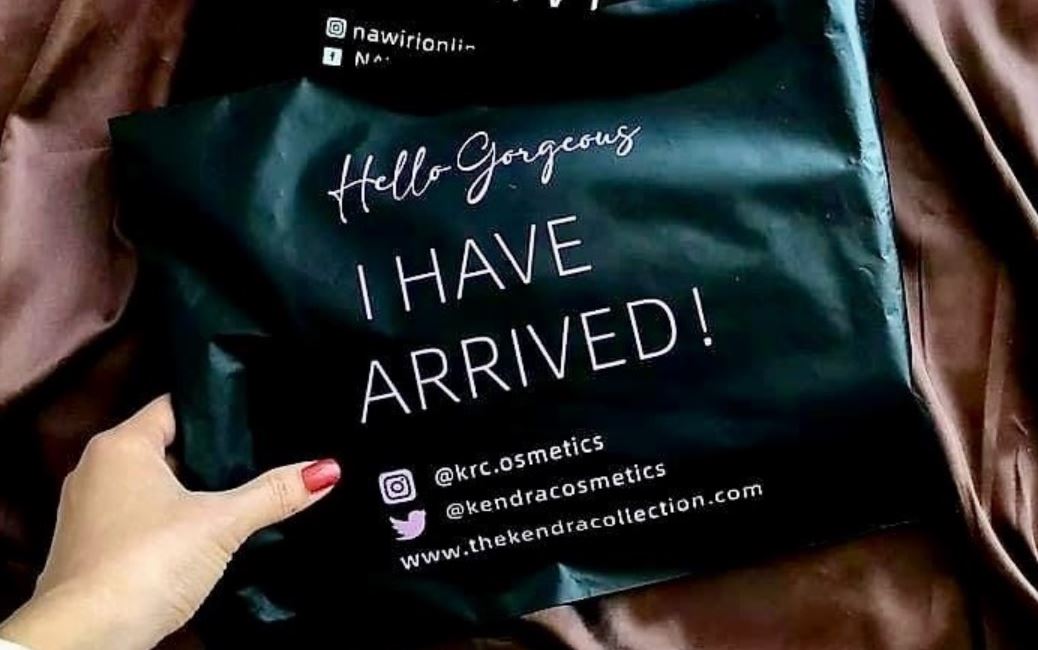 Hello Gorgeous
I HAVE
ARRIVED!
@krc.osmetics
@kendracosmetics
www.thekendracollection.com